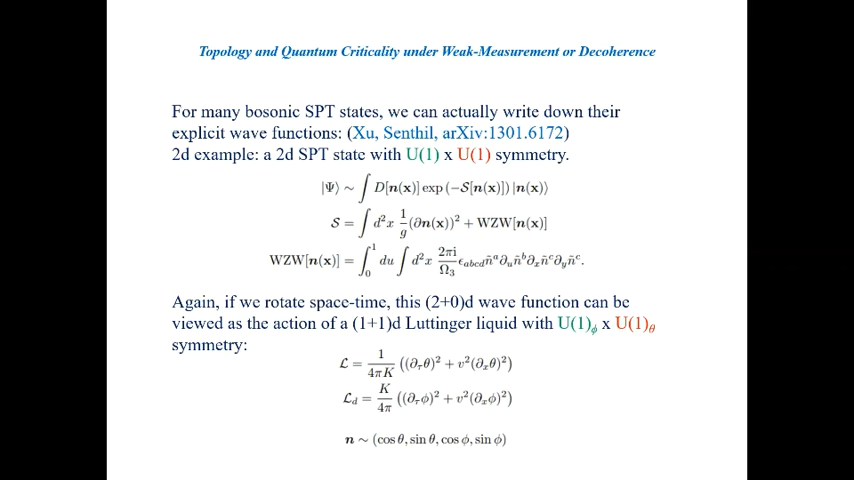 Topology and Quantum Criticality under Weak-Measurement or Decoherence
For many bosonic SPT states, we can actually write down their
explicit wave functions: (Xu, Senthil, arXiv:1301.6172)
2d example: a 2d SPT state with U(1) x U(1) symmetry.
|Ψ⟩ ∼ ∫ D[n(x)] exp (−S[n(x)]) |n(x)⟩
S = ∫ d²x 1/g (∂n(x))² + WZW[n(x)]
WZW[n(x)] = ∫₀¹ du ∫ d²x 2πi/Ω₃ ϵ_{abcd} ñ^a ∂_u ñ^b ∂_x ñ^c ∂_y ñ^c.
Again, if we rotate space-time, this (2+0)d wave function can be
viewed as the action of a (1+1)d Luttinger liquid with U(1)_ϕ x U(1)_θ
symmetry:
L = 1/4πK ((∂_τθ)² + v²(∂_xθ)²)
L_d = K/4π ((∂_τϕ)² + v²(∂_xϕ)²)
n ∼ (cos θ, sin θ, cos ϕ, sin ϕ)